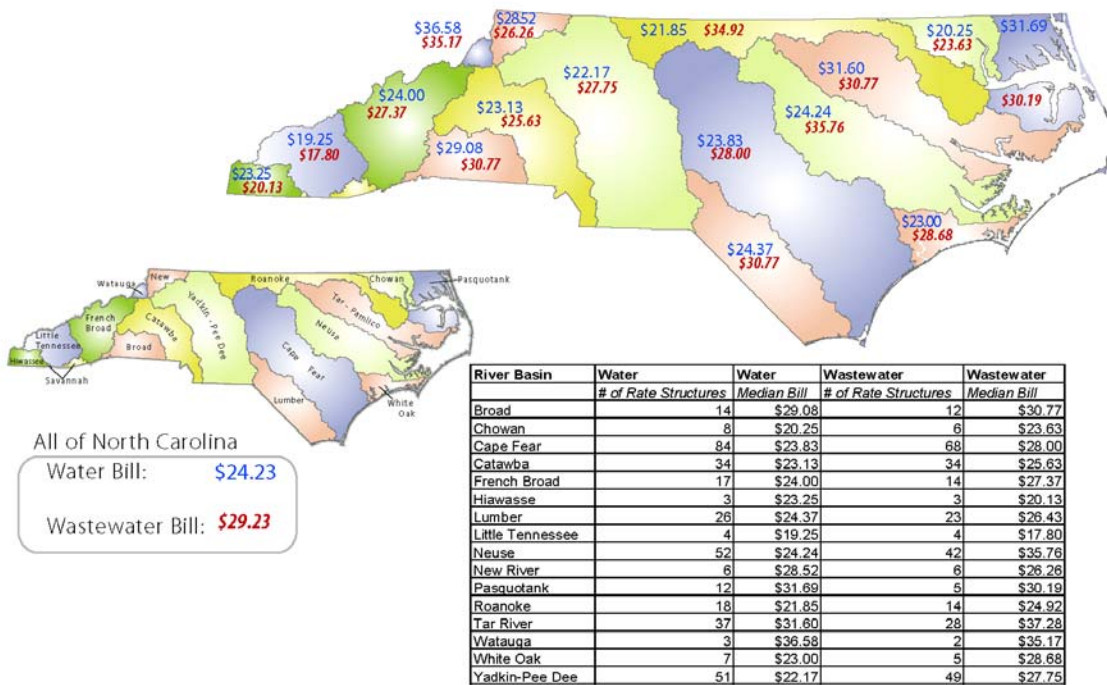 $36.58
$35.17
$28.52
$26.26
$21.85 $34.92
$20.25
$23.63
$31.69
$22.17
$27.75
$31.60
$30.77
$30.19
$24.00
$27.37
$23.13
$25.63
$24.24
$35.76
$19.25
$17.80
$29.08
$30.77
$23.83
$28.00
$23.25
$20.13
$23.00
$28.68
$24.37
$30.77
New
Watauga
Roanoke
Chowan
Pasquotank
Yadkin - Pee Dee
Tar - Pamlico
French
Broad
Catawba
Neuse
Little
Tennessee
Broad
Cape Fear
Hiwassee
Savannah
Lumber
White
Oak
All of North Carolina
Water Bill: $24.23
Wastewater Bill: $29.23
River Basin Water Water Wastewater Wastewater
# of Rate Structures Median Bill # of Rate Structures Median Bill
Broad 14 $29.08 12 $30.77
Chowan 8 $20.25 6 $23.63
Cape Fear 84 $23.83 68 $28.00
Catawba 34 $23.13 34 $25.63
French Broad 17 $24.00 14 $27.37
Hiawasse 3 $23.25 3 $20.13
Lumber 26 $24.37 23 $26.43
Little Tennessee 4 $19.25 4 $17.80
Neuse 52 $24.24 42 $35.76
New River 6 $28.52 6 $26.26
Pasquotank 12 $31.69 5 $30.19
Roanoke 18 $21.85 14 $24.92
Tar River 37 $31.60 28 $37.28
Watauga 3 $36.58 2 $35.17
White Oak 7 $23.00 5 $28.68
Yadkin-Pee Dee 51 $22.17 49 $27.75